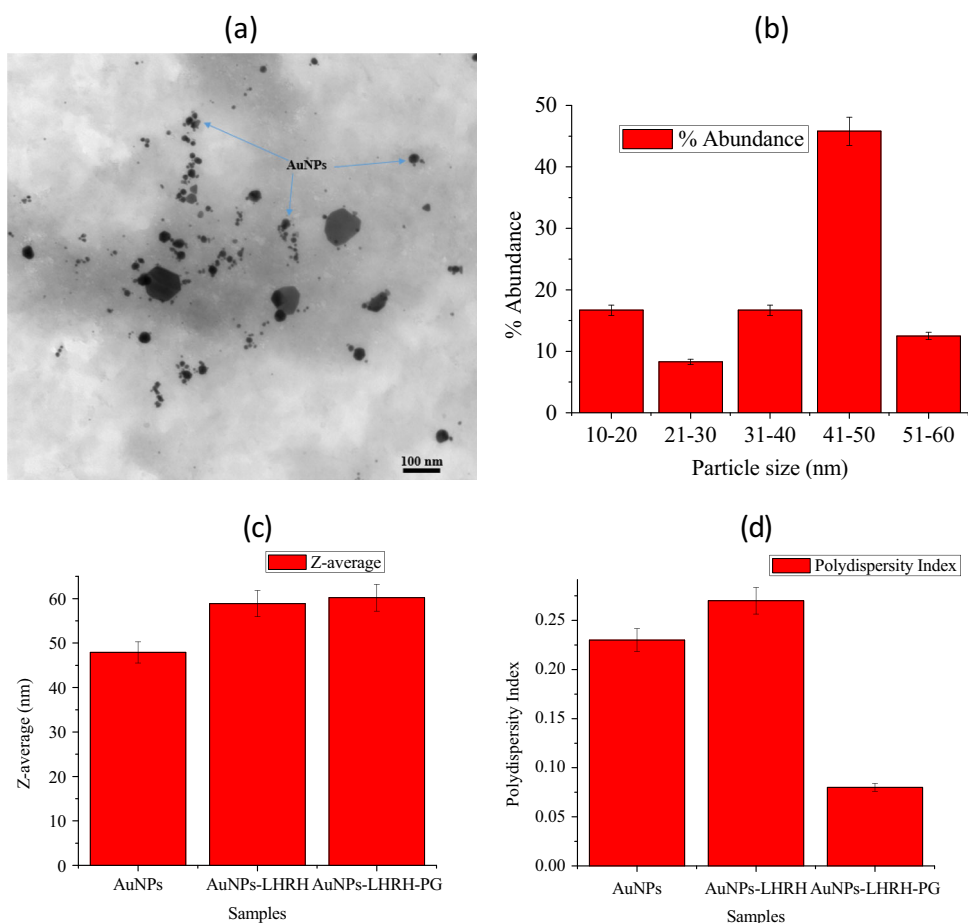 (a)
AuNPs
100 nm
(b)
% Abundance
% Abundance
50
40
30
20
10
0
10-20 21-30 31-40 41-50 51-60
Particle size (nm)
(c)
Z-average
Z-average (nm)
60
50
40
30
20
10
0
AuNPs AuNPs-LHRH AuNPs-LHRH-PG
Samples
(d)
Polydispersity Index
Polydispersity Index
0.25
0.20
0.15
0.10
0.05
0.00
AuNPs AuNPs-LHRH AuNPs-LHRH-PG
Samples